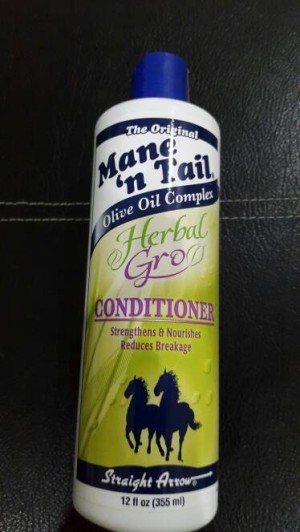 The Original
Mane
'n Tail
Olive Oil Complex
Herbal
Gro
CONDITIONER
Strengthens & Nourishes
Reduces Breakage
Straight Arrow
12 fl oz (355 ml)